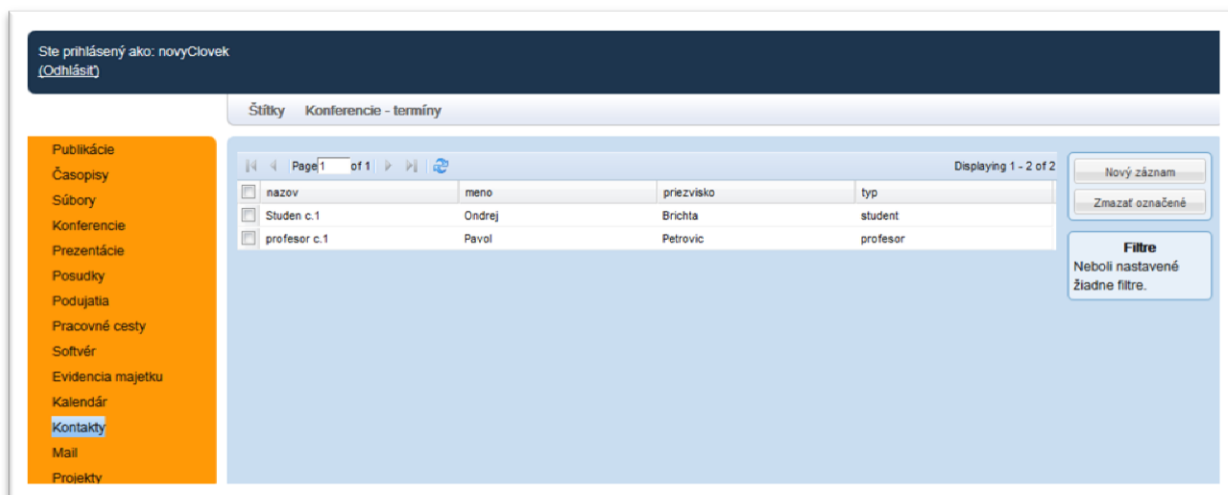 Ste prihlásený ako: novyClovek
(Odhlásiť)
Štítky Konferencie - termíny
Publikácie
Časopisy
Súbory
Konferencie
Prezentácie
Posudky
Podujatia
Pracovné cesty
Softvér
Evidencia majetku
Kalendár
Kontakty
Mail
Projekty
Page 1 of 1 Displaying 1 - 2 of 2
nazov meno priezvisko typ
Studen c.1 Ondrej Brichta student
profesor c.1 Pavol Petrovic profesor
Nový záznam
Zmazať označené
Filtre
Neboli nastavené
žiadne filtre.